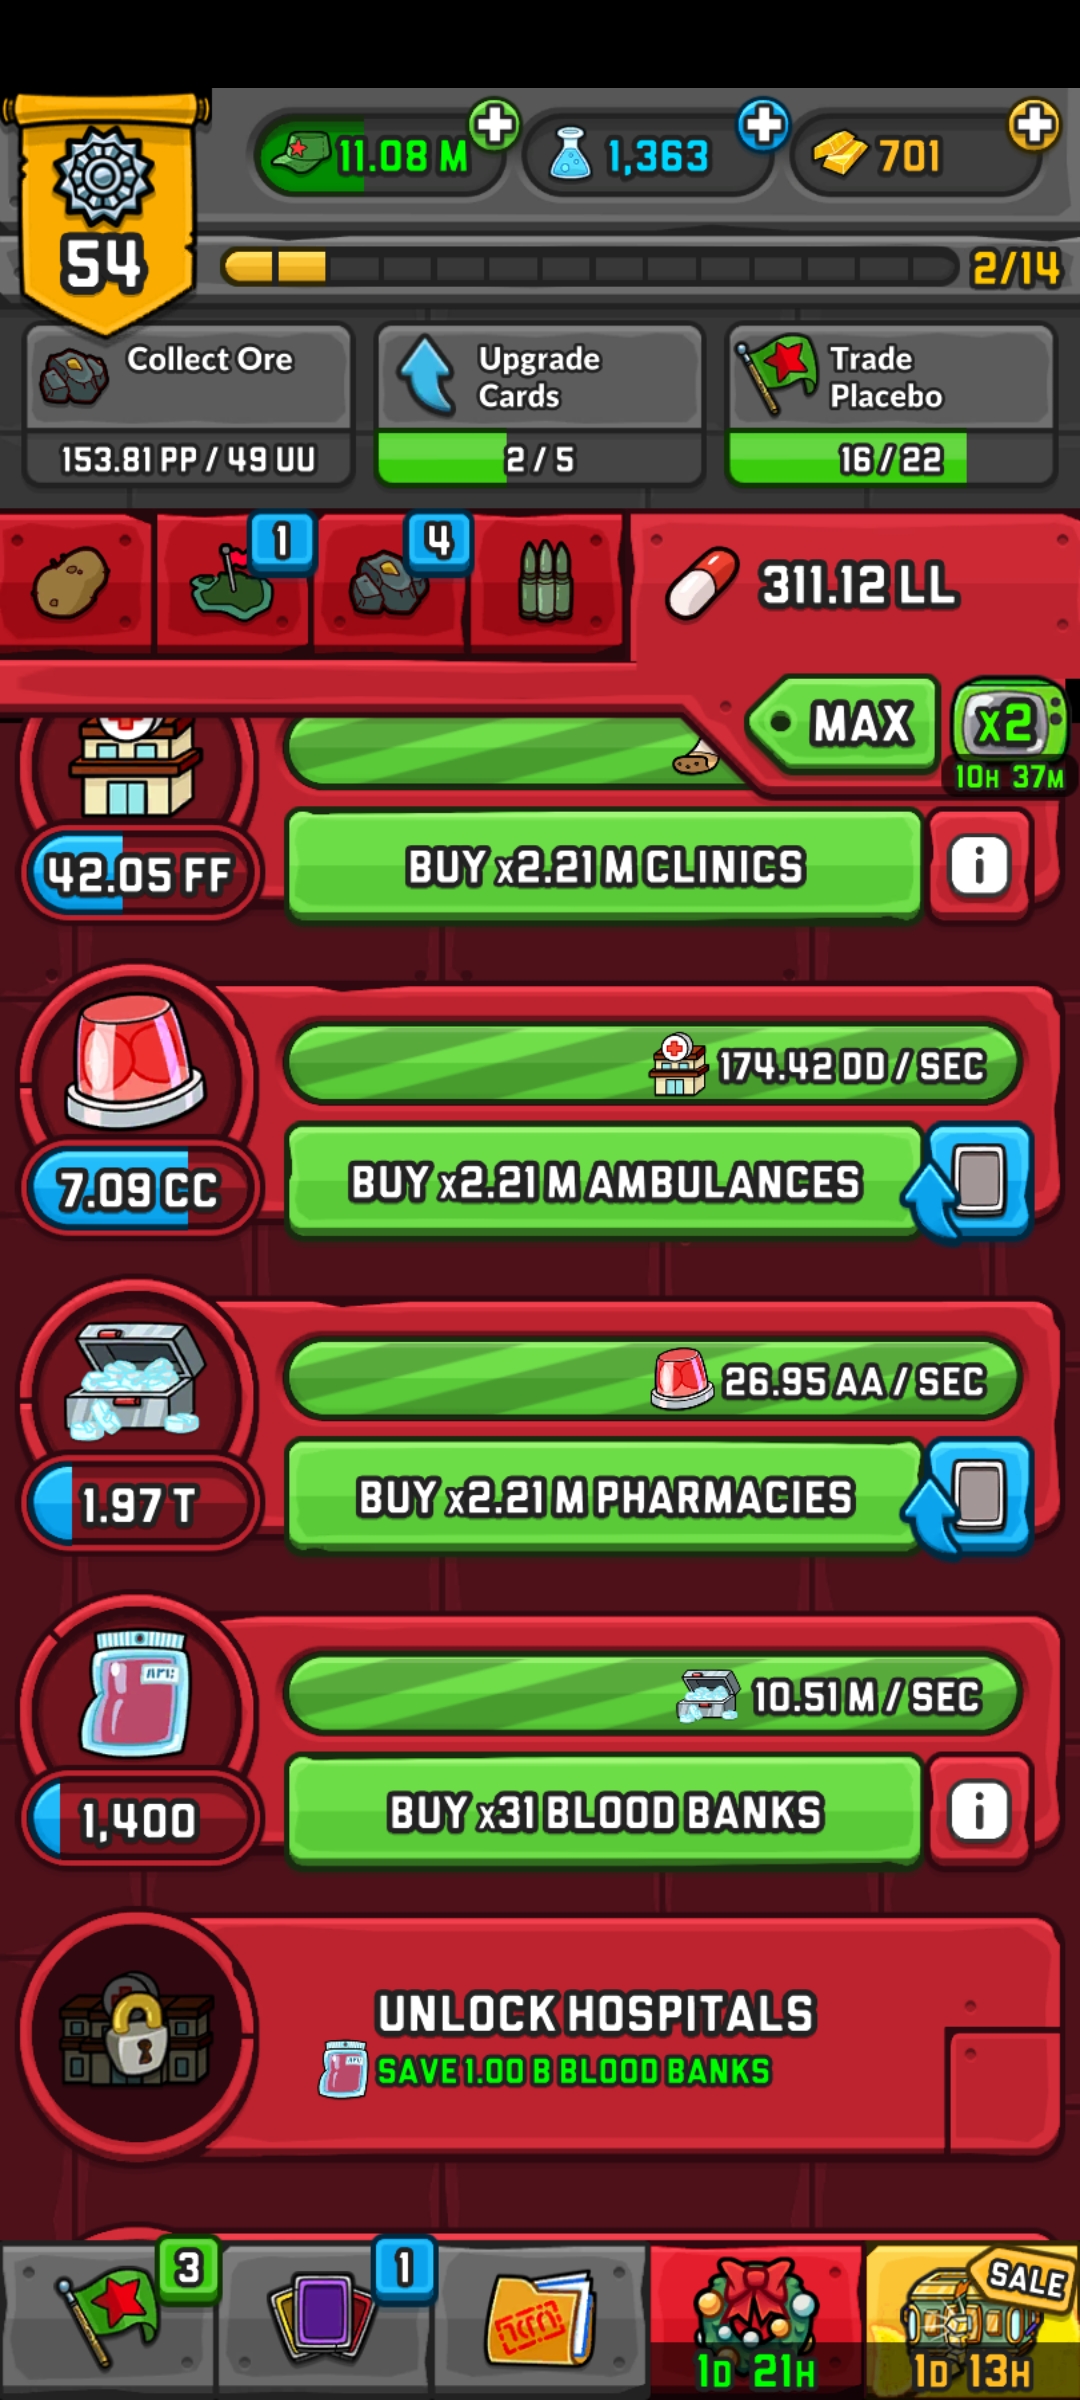 11.08 M
1,363
701
54
2/14
Collect Ore
153.81 PP / 49 UU
Upgrade
Cards
2 / 5
Trade
Placebo
16 / 22
1
4
311.12 LL
MAX
x2
10H 37M
42.05 FF
BUY x2.21 M CLINICS
i
174.42 DD / SEC
7.09 CC
BUY x2.21 M AMBULANCES
26.95 AA / SEC
1.97 T
BUY x2.21 M PHARMACIES
10.51 M / SEC
1,400
BUY x31 BLOOD BANKS
i
UNLOCK HOSPITALS
SAVE 1.00 B BLOOD BANKS
3
1
SALE
1D 21H
1D 13H